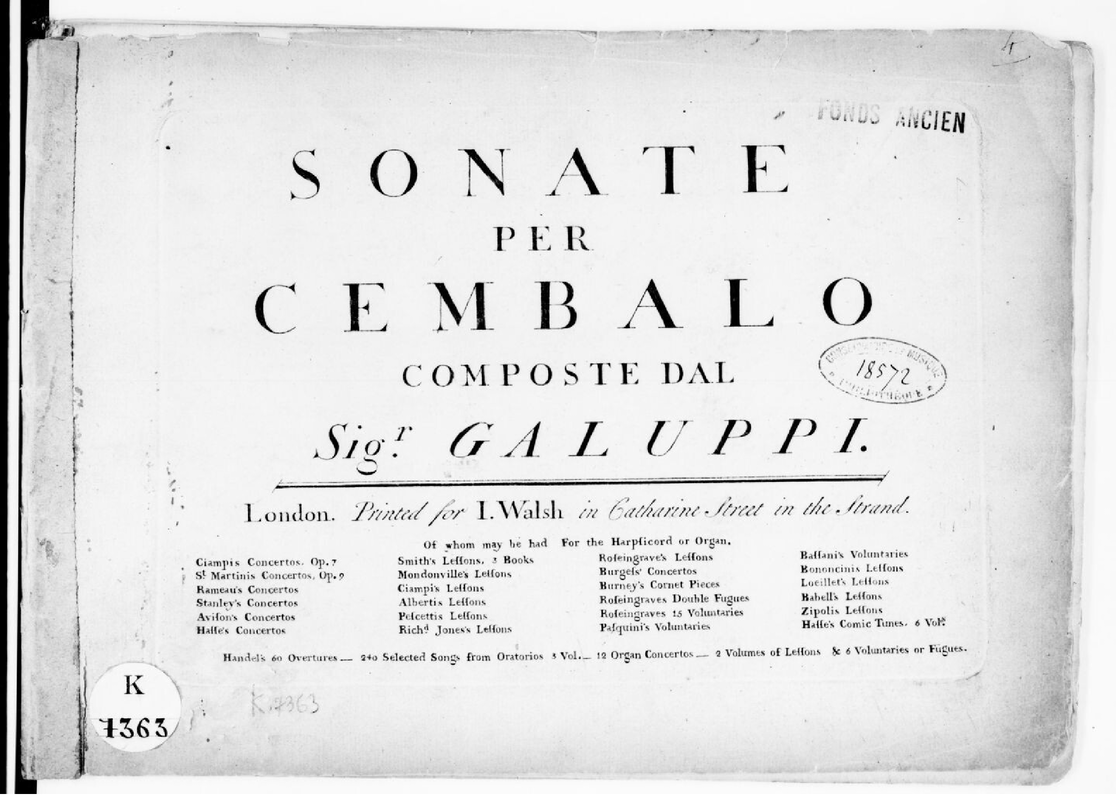 4
FONDS ANCIEN
SONATE
PER
CEMBALO
COMPOSTE DAL
Sigr. GALUPPI.
18572
BIBLIOTHEQUE
London. Printed for I. Walsh in Catharine Street in the Strand.
Of whom may be had For the Harpſicord or Organ.
Ciampis Concertos. Op. 7
St. Martinis Concertos. Op. 9
Rameau's Concertos
Stanley's Concertos
Aviſon's Concertos
Haſſe's Concertos
Smith's Leſſons, 3 Books
Mondonville's Leſſons
Ciampi's Leſſons
Albertis Leſſons
Peſcettis Leſſons
Richd. Jones's Leſſons
Roſeingrave's Leſſons
Burgeſs' Concertos
Burney's Cornet Pieces
Roſeingraves Double Fugues
Roſeingraves 15 Voluntaries
Paſquini's Voluntaries
Baſſani's Voluntaries
Bononcinis Leſſons
Loeillet's Leſſons
Babell's Leſſons
Zipolis Leſſons
Haſſe's Comic Tunes. 6 Vols.
Handel's 60 Overtures — 240 Selected Songs from Oratorios 3 Vol. — 12 Organ Concertos — 2 Volumes of Leſſons & 6 Voluntaries or Fugues.
K
7363
K. 7363